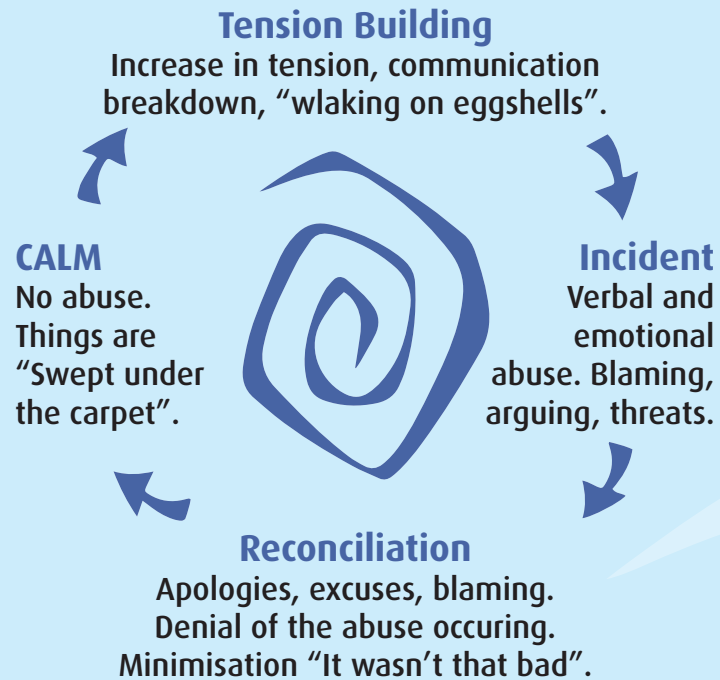 Tension Building
Increase in tension, communication
breakdown, “wlaking on eggshells”.
CALM
No abuse.
Things are
“Swept under
the carpet”.
Incident
Verbal and
emotional
abuse. Blaming,
arguing, threats.
Reconciliation
Apologies, excuses, blaming.
Denial of the abuse occuring.
Minimisation “It wasn’t that bad”.